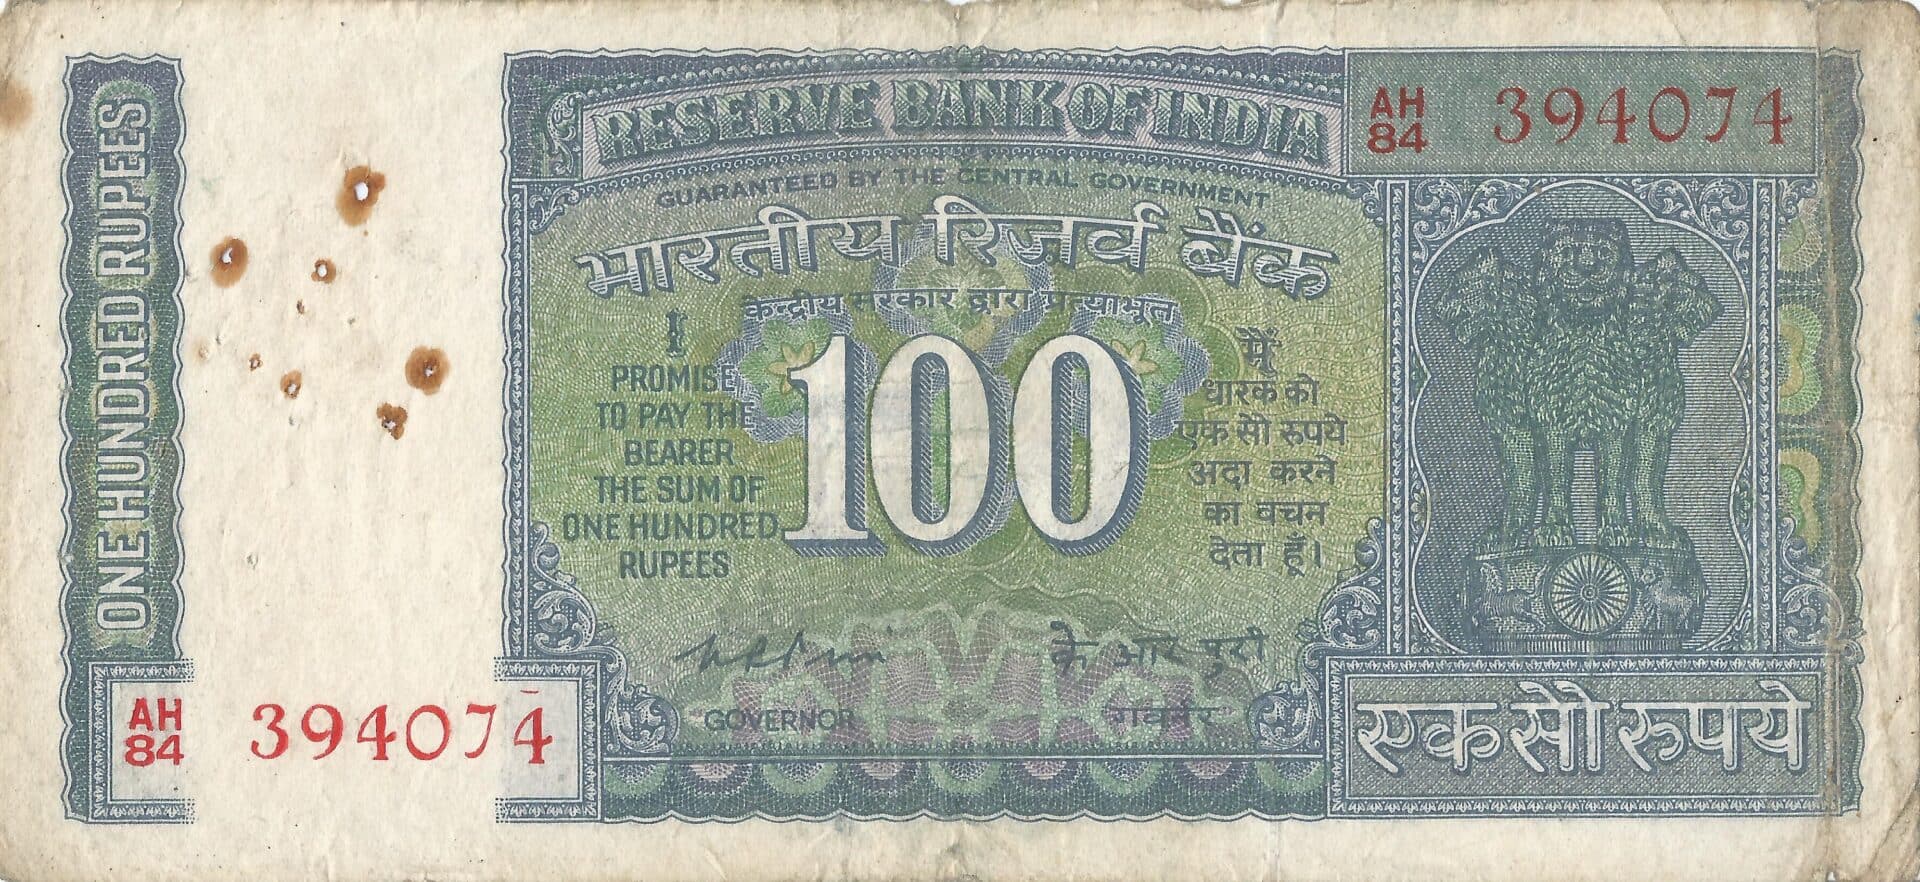 ONE HUNDRED RUPEES
RESERVE BANK OF INDIA
AH
84
394074
GUARANTEED BY THE CENTRAL GOVERNMENT
भारतीय रिज़र्व बैंक
केन्द्रीय सरकार द्वारा प्रत्याभूत
I
PROMISE
TO PAY THE
BEARER
THE SUM OF
ONE HUNDRED
RUPEES
100
मैं
धारक को
एक सौ रुपये
अदा करने
का वचन
देता हूँ।
के आर पुरी
GOVERNOR
गवर्नर
AH
84
394074
एक सौ रुपये